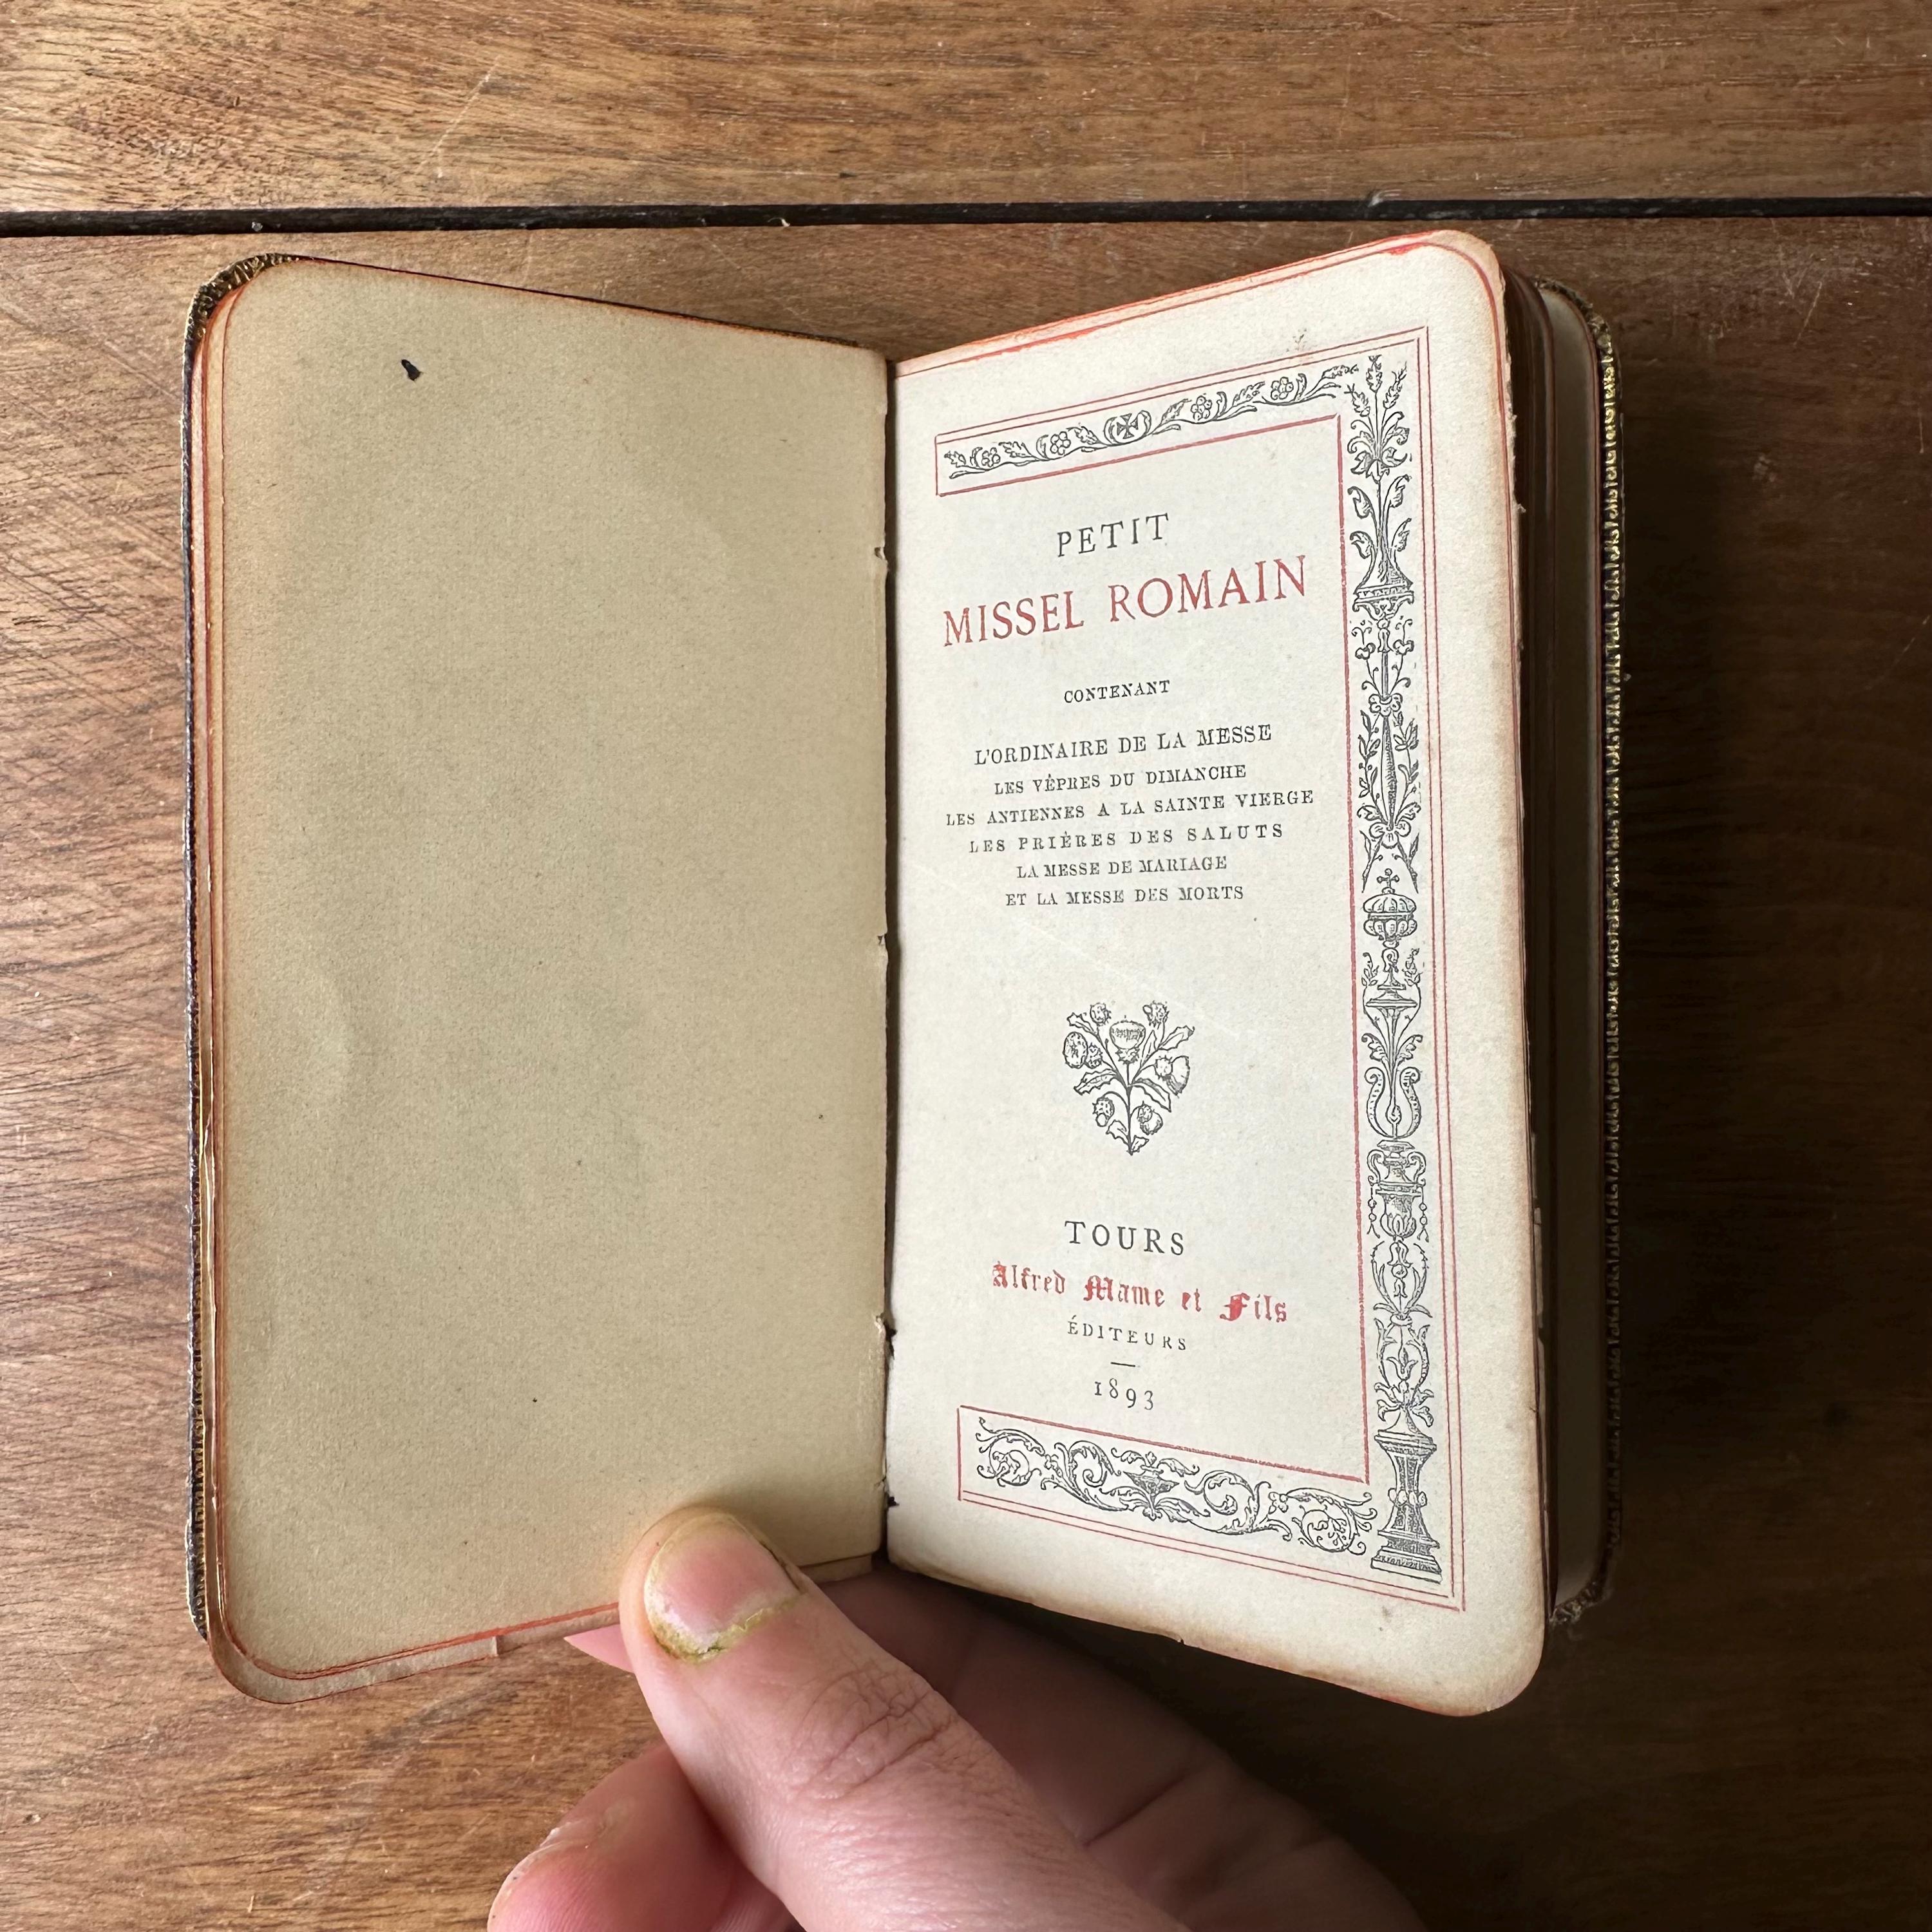 PETIT
MISSEL ROMAIN
CONTENANT
L'ORDINAIRE DE LA MESSE
LES VÊPRES DU DIMANCHE
LES ANTIENNES A LA SAINTE VIERGE
LES PRIÈRES DES SALUTS
LA MESSE DE MARIAGE
ET LA MESSE DES MORTS
TOURS
Alfred Mame et Fils
ÉDITEURS
1893